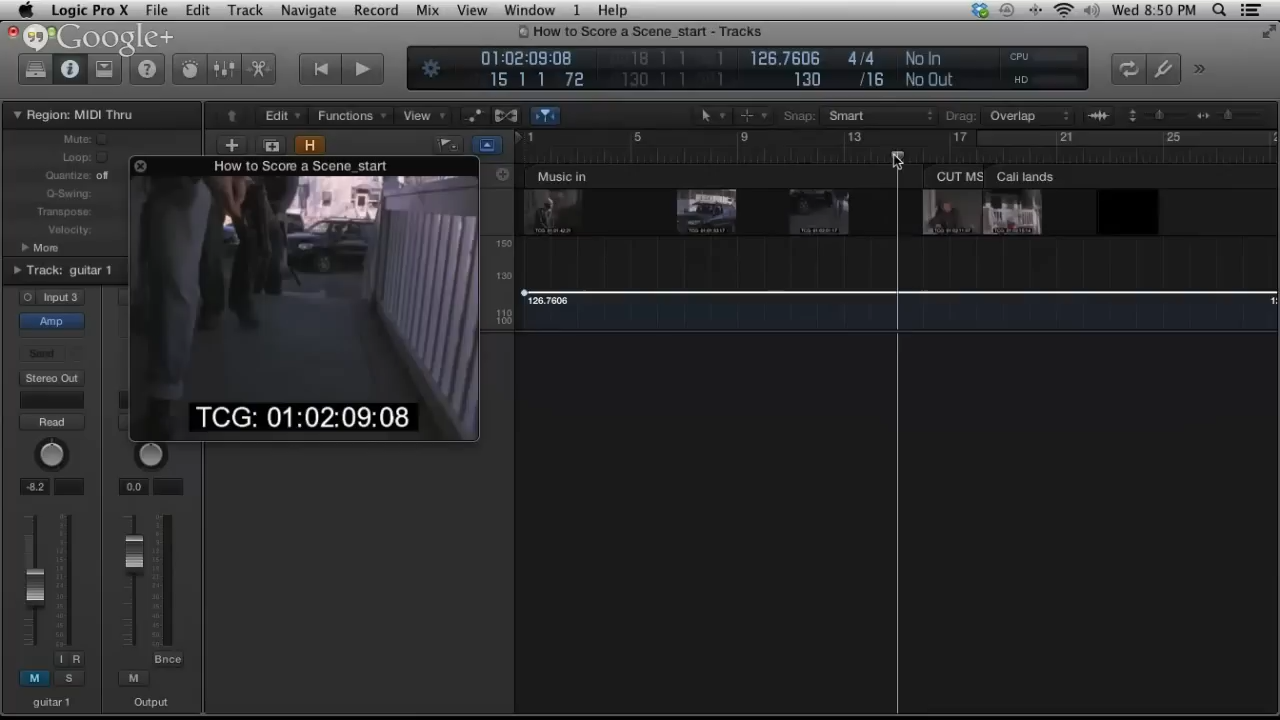 Logic Pro X File Edit Track Navigate Record Mix View Window 1 Help Wed 8:50 PM
Google+
How to Score a Scene_start - Tracks
01:02:09:08 18 1 1 126.7606 4/4 No In CPU
15 1 1 72 130 1 1 130 /16 No Out HD
Region: MIDI Thru Edit Functions View Snap: Smart Drag: Overlap
Mute:
Loop:
Quantize: off
Q-Swing:
Transpose:
Velocity:
More
Track: guitar 1
H
1 5 9 13 17 21 25
How to Score a Scene_start
Music in CUT MS Cali lands
150
130
110
100
126.7606
TCG: 01:02:09:08
Input 3
Amp
Send
Stereo Out
Read
-8.2 0.0
I R Bnce
M S M
guitar 1 Output